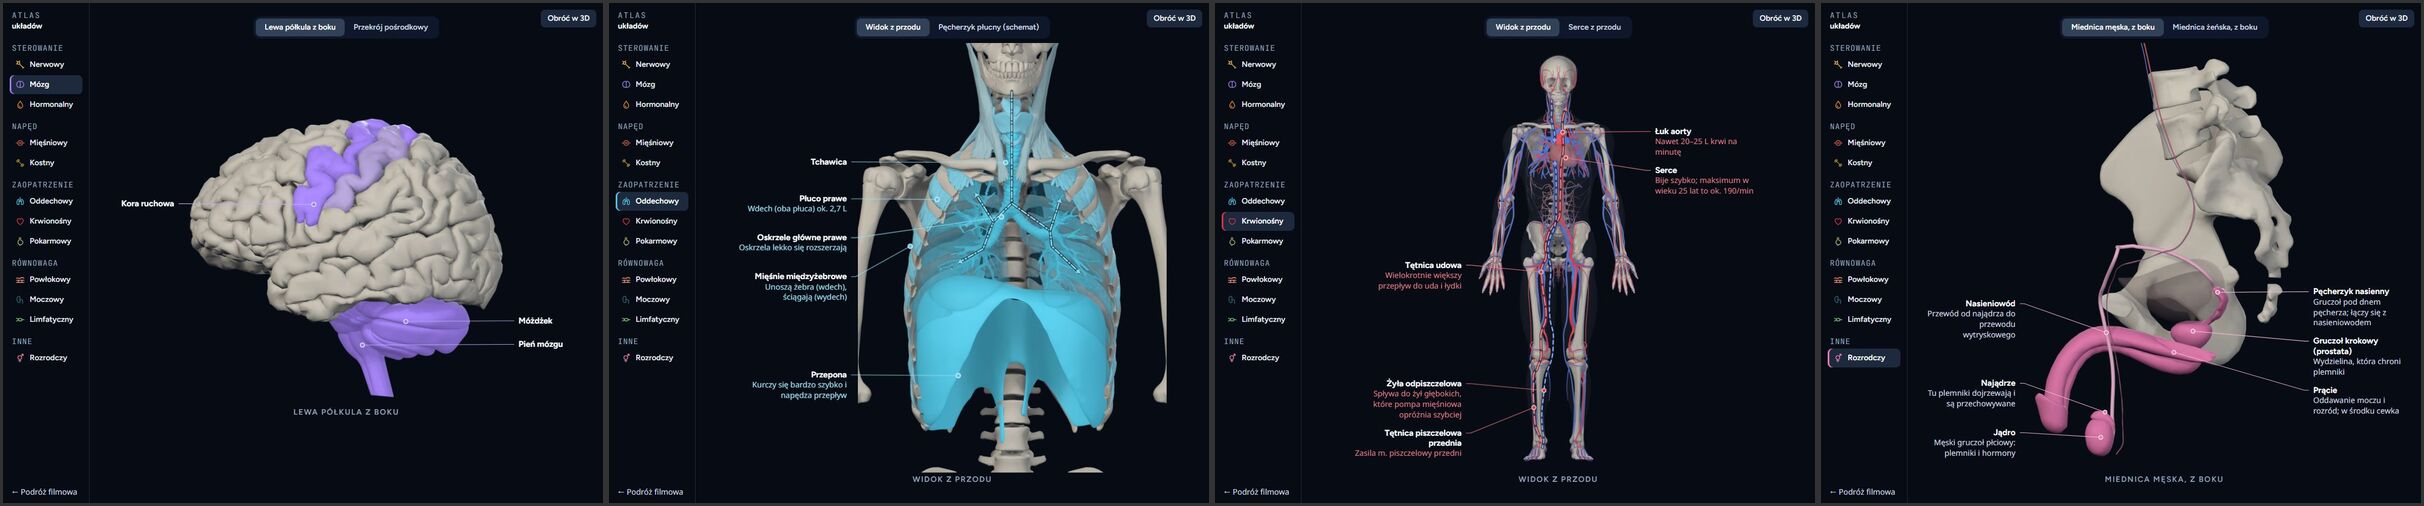 ATLAS
układów
STEROWANIE
Nerwowy
Mózg
Hormonalny
NAPĘD
Mięśniowy
Kostny
ZAOPATRZENIE
Oddechowy
Krwionośny
Pokarmowy
RÓWNOWAGA
Powłokowy
Moczowy
Limfatyczny
INNE
Rozrodczy
← Podróż filmowa
Lewa półkula z boku
Przekrój pośrodkowy
Obróć w 3D
Kora ruchowa
Móżdżek
Pień mózgu
LEWA PÓŁKULA Z BOKU
ATLAS
układów
STEROWANIE
Nerwowy
Mózg
Hormonalny
NAPĘD
Mięśniowy
Kostny
ZAOPATRZENIE
Oddechowy
Krwionośny
Pokarmowy
RÓWNOWAGA
Powłokowy
Moczowy
Limfatyczny
INNE
Rozrodczy
← Podróż filmowa
Widok z przodu
Pęcherzyk płucny (schemat)
Obróć w 3D
Tchawica
Płuco prawe
Wdech (oba płuca) ok. 2,7 L
Oskrzele główne prawe
Oskrzela lekko się rozszerzają
Mięśnie międzyżebrowe
Unoszą żebra (wdech),
ściągają (wydech)
Przepona
Kurczy się bardzo szybko i
napędza przepływ
WIDOK Z PRZODU
ATLAS
układów
STEROWANIE
Nerwowy
Mózg
Hormonalny
NAPĘD
Mięśniowy
Kostny
ZAOPATRZENIE
Oddechowy
Krwionośny
Pokarmowy
RÓWNOWAGA
Powłokowy
Moczowy
Limfatyczny
INNE
Rozrodczy
← Podróż filmowa
Widok z przodu
Serce z przodu
Obróć w 3D
Łuk aorty
Nawet 20–25 L krwi na
minutę
Serce
Bije szybko; maksimum w
wieku 25 lat to ok. 190/min
Tętnica udowa
Wielokrotnie większy
przepływ do uda i łydki
Żyła odpiszczelowa
Spływa do żył głębokich,
które pompa mięśniowa
opróżnia szybciej
Tętnica piszczelowa
przednia
Zasila m. piszczelowy przedni
WIDOK Z PRZODU
ATLAS
układów
STEROWANIE
Nerwowy
Mózg
Hormonalny
NAPĘD
Mięśniowy
Kostny
ZAOPATRZENIE
Oddechowy
Krwionośny
Pokarmowy
RÓWNOWAGA
Powłokowy
Moczowy
Limfatyczny
INNE
Rozrodczy
← Podróż filmowa
Miednica męska, z boku
Miednica żeńska, z boku
Obróć w 3D
Nasieniowód
Przewód od najądrza do
przewodu
wytryskowego
Najądrze
Tu plemniki dojrzewają i
są przechowywane
Jądro
Męski gruczoł płciowy:
plemniki i hormony
Pęcherzyk nasienny
Gruczoł pod dnem
pęcherza; łączy się z
nasieniowodem
Gruczoł krokowy
(prostata)
Wydzielina, która chroni
plemniki
Prącie
Oddawanie moczu i
rozród; w środku cewka
MIEDNICA MĘSKA, Z BOKU